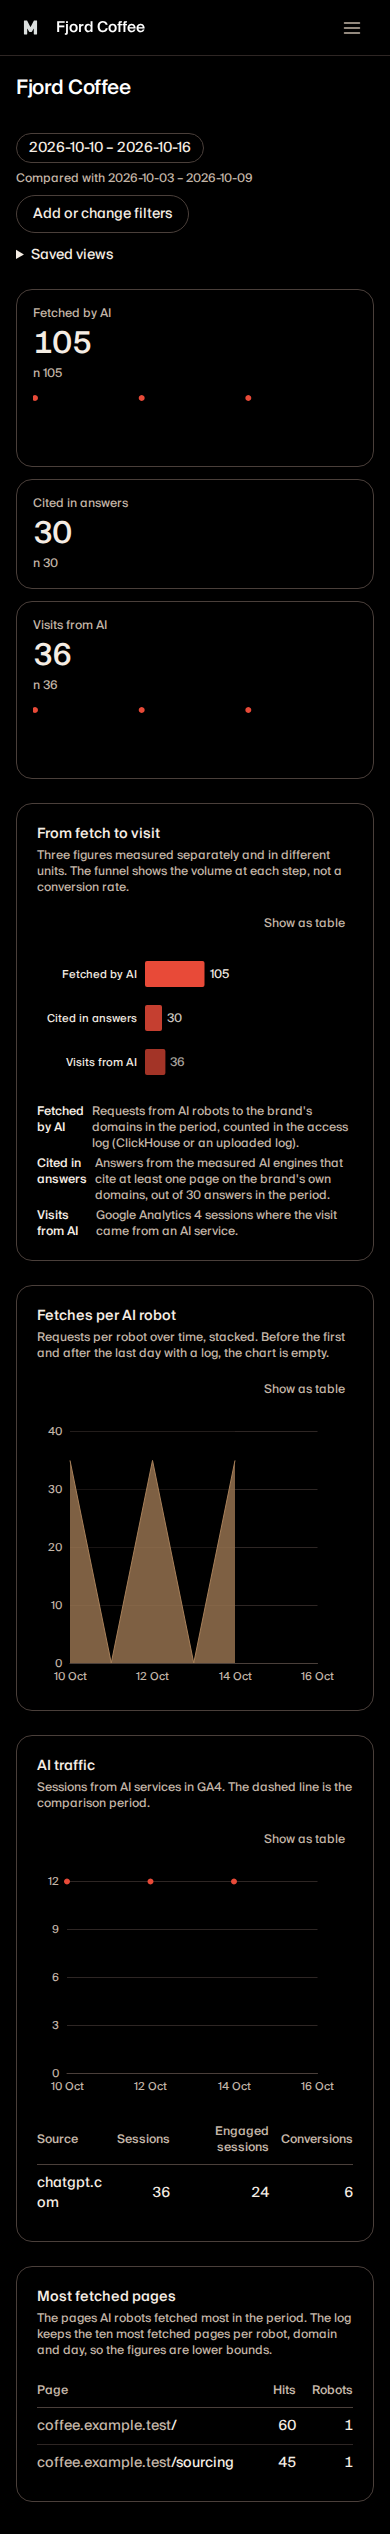 Fjord Coffee
Fjord Coffee
2026-10-10 – 2026-10-16
Compared with 2026-10-03 – 2026-10-09
Add or change filters
Saved views
Fetched by AI
105
n 105
Cited in answers
30
n 30
Visits from AI
36
n 36
From fetch to visit
Three figures measured separately and in different
units. The funnel shows the volume at each step, not a
conversion rate.
Show as table
Fetched by AI 105
Cited in answers 30
Visits from AI 36
Fetched Requests from AI robots to the brand's
by AI domains in the period, counted in the access
log (ClickHouse or an uploaded log).
Cited in Answers from the measured AI engines that
answers cite at least one page on the brand's own
domains, out of 30 answers in the period.
Visits Google Analytics 4 sessions where the visit
from AI came from an AI service.
Fetches per AI robot
Requests per robot over time, stacked. Before the first
and after the last day with a log, the chart is empty.
Show as table
40
30
20
10
0
10 Oct 12 Oct 14 Oct 16 Oct
AI traffic
Sessions from AI services in GA4. The dashed line is the
comparison period.
Show as table
12
9
6
3
0
10 Oct 12 Oct 14 Oct 16 Oct
Source Sessions Engaged sessions Conversions
chatgpt.c
om 36 24 6
Most fetched pages
The pages AI robots fetched most in the period. The log
keeps the ten most fetched pages per robot, domain
and day, so the figures are lower bounds.
Page Hits Robots
coffee.example.test/ 60 1
coffee.example.test/sourcing 45 1